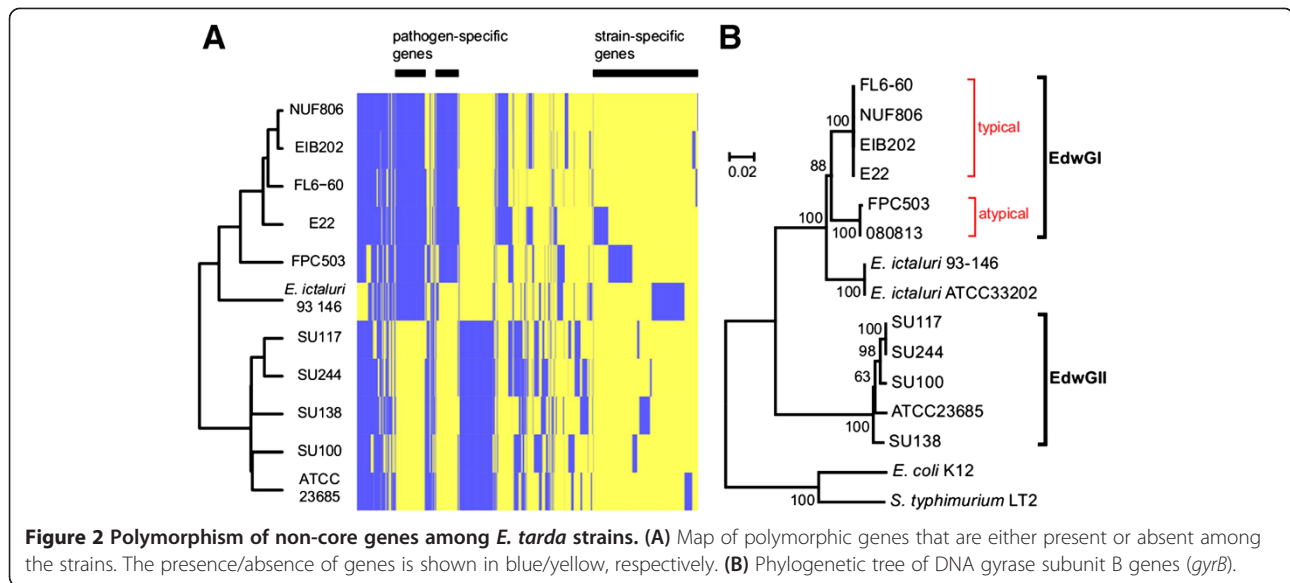 A
pathogen-specific
genes
strain-specific
genes
NUF806
EIB202
FL6-60
E22
FPC503
E. ictaluri
93 146
SU117
SU244
SU138
SU100
ATCC
23685
B
0.02
FL6-60
NUF806
EIB202
E22
100
typical
88
FPC503
080813
100
atypical
100
EdwGI
E. ictaluri 93-146
E. ictaluri ATCC33202
100
SU117
100
SU244
98
SU100
63
ATCC23685
SU138
100
EdwGII
E. coli K12
S. typhimurium LT2
100
Figure 2 Polymorphism of non-core genes among E. tarda strains. (A) Map of polymorphic genes that are either present or absent among
the strains. The presence/absence of genes is shown in blue/yellow, respectively. (B) Phylogenetic tree of DNA gyrase subunit B genes (gyrB).